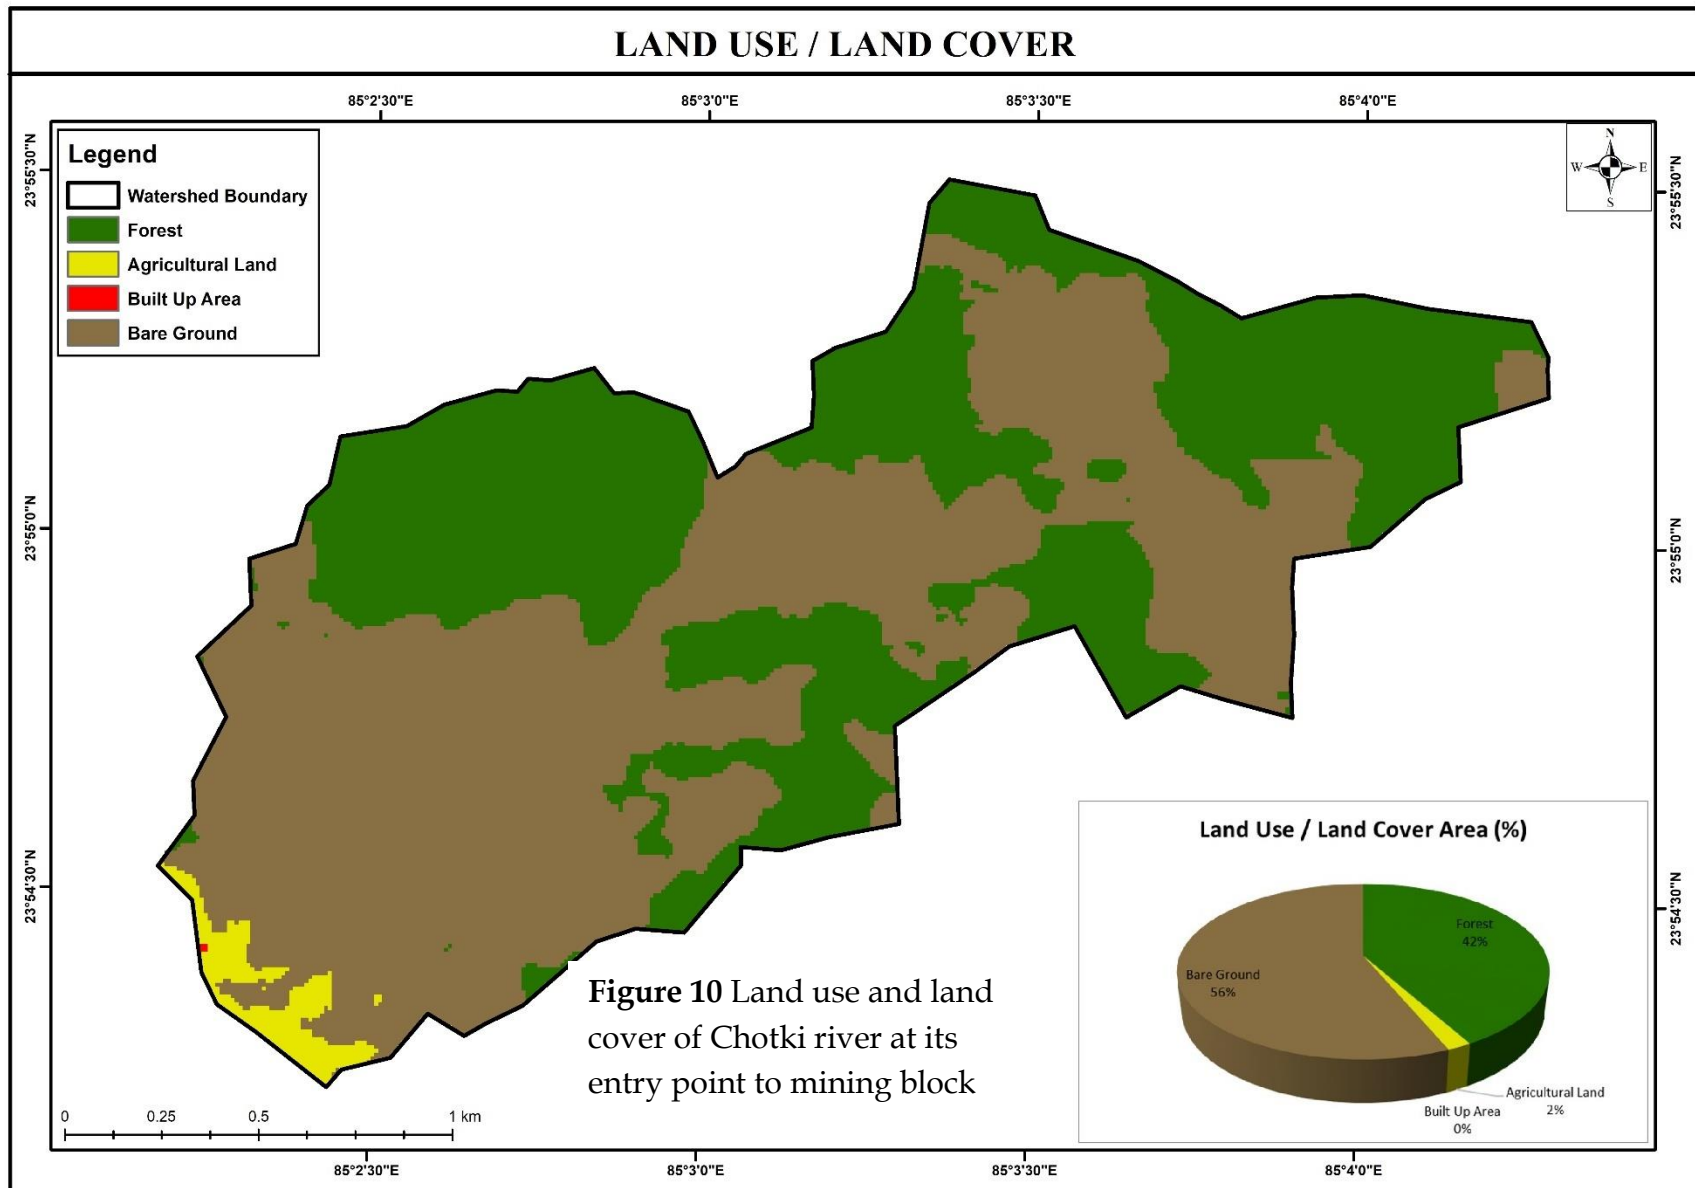 LAND USE / LAND COVER
85°2'30"E
85°3'0"E
85°3'30"E
85°4'0"E
23°55'30"N
23°55'0"N
23°54'30"N
Legend
Watershed Boundary
Forest
Agricultural Land
Built Up Area
Bare Ground
N
W
E
S
23°55'30"N
23°55'0"N
23°54'30"N
Land Use / Land Cover Area (%)
Forest
42%
Bare Ground
56%
Agricultural Land
2%
Built Up Area
0%
Figure 10 Land use and land
cover of Chotki river at its
entry point to mining block
0 0.25 0.5 1 km
85°2'30"E
85°3'0"E
85°3'30"E
85°4'0"E